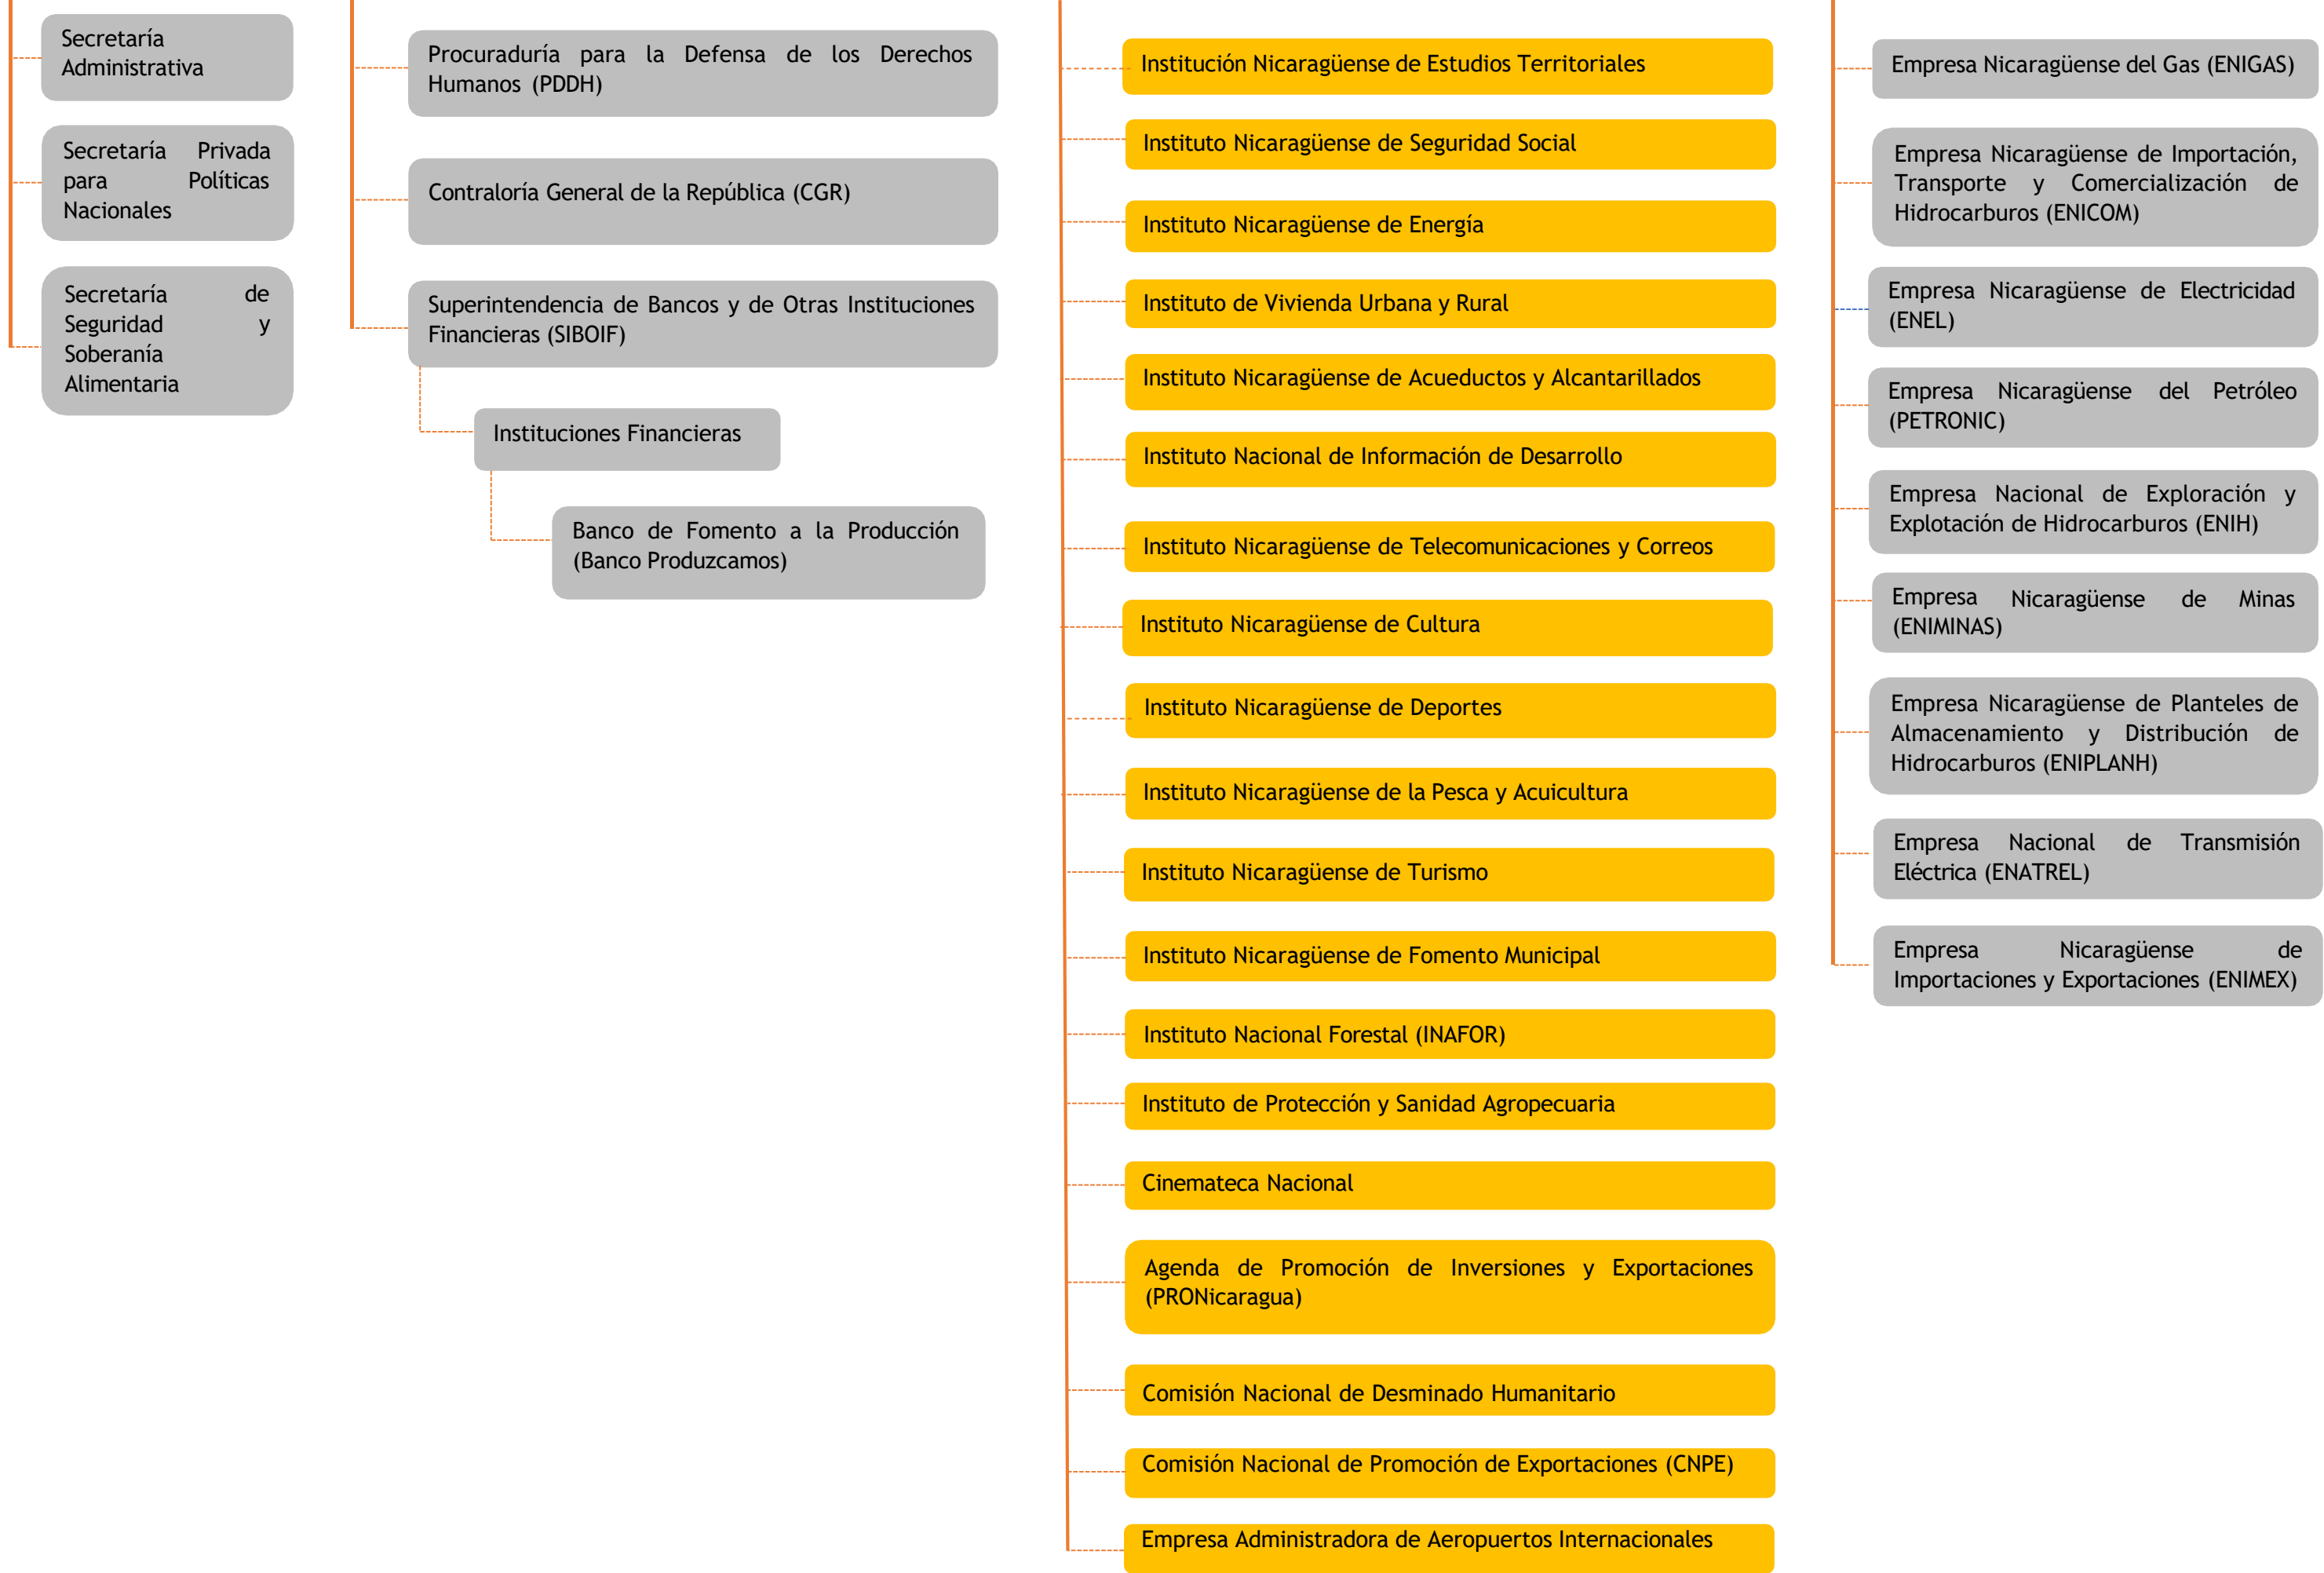 Secretaría
Administrativa
Secretaría Privada
para Políticas
Nacionales
Secretaría de
Seguridad y
Soberanía
Alimentaria
Procuraduría para la Defensa de los Derechos
Humanos (PDDH)
Contraloría General de la República (CGR)
Superintendencia de Bancos y de Otras Instituciones
Financieras (SIBOIF)
Instituciones Financieras
Banco de Fomento a la Producción
(Banco Produzcamos)
Institución Nicaragüense de Estudios Territoriales
Instituto Nicaragüense de Seguridad Social
Instituto Nicaragüense de Energía
Instituto de Vivienda Urbana y Rural
Instituto Nicaragüense de Acueductos y Alcantarillados
Instituto Nacional de Información de Desarrollo
Instituto Nicaragüense de Telecomunicaciones y Correos
Instituto Nicaragüense de Cultura
Instituto Nicaragüense de Deportes
Instituto Nicaragüense de la Pesca y Acuicultura
Instituto Nicaragüense de Turismo
Instituto Nicaragüense de Fomento Municipal
Instituto Nacional Forestal (INAFOR)
Instituto de Protección y Sanidad Agropecuaria
Cinemateca Nacional
Agenda de Promoción de Inversiones y Exportaciones
(PRONicaragua)
Comisión Nacional de Desminado Humanitario
Comisión Nacional de Promoción de Exportaciones (CNPE)
Empresa Administradora de Aeropuertos Internacionales
Empresa Nicaragüense del Gas (ENIGAS)
Empresa Nicaragüense de Importación,
Transporte y Comercialización de
Hidrocarburos (ENICOM)
Empresa Nicaragüense de Electricidad
(ENEL)
Empresa Nicaragüense del Petróleo
(PETRONIC)
Empresa Nacional de Exploración y
Explotación de Hidrocarburos (ENIH)
Empresa Nicaragüense de Minas
(ENIMINAS)
Empresa Nicaragüense de Planteles de
Almacenamiento y Distribución de
Hidrocarburos (ENIPLANH)
Empresa Nacional de Transmisión
Eléctrica (ENATREL)
Empresa Nicaragüense de
Importaciones y Exportaciones (ENIMEX)